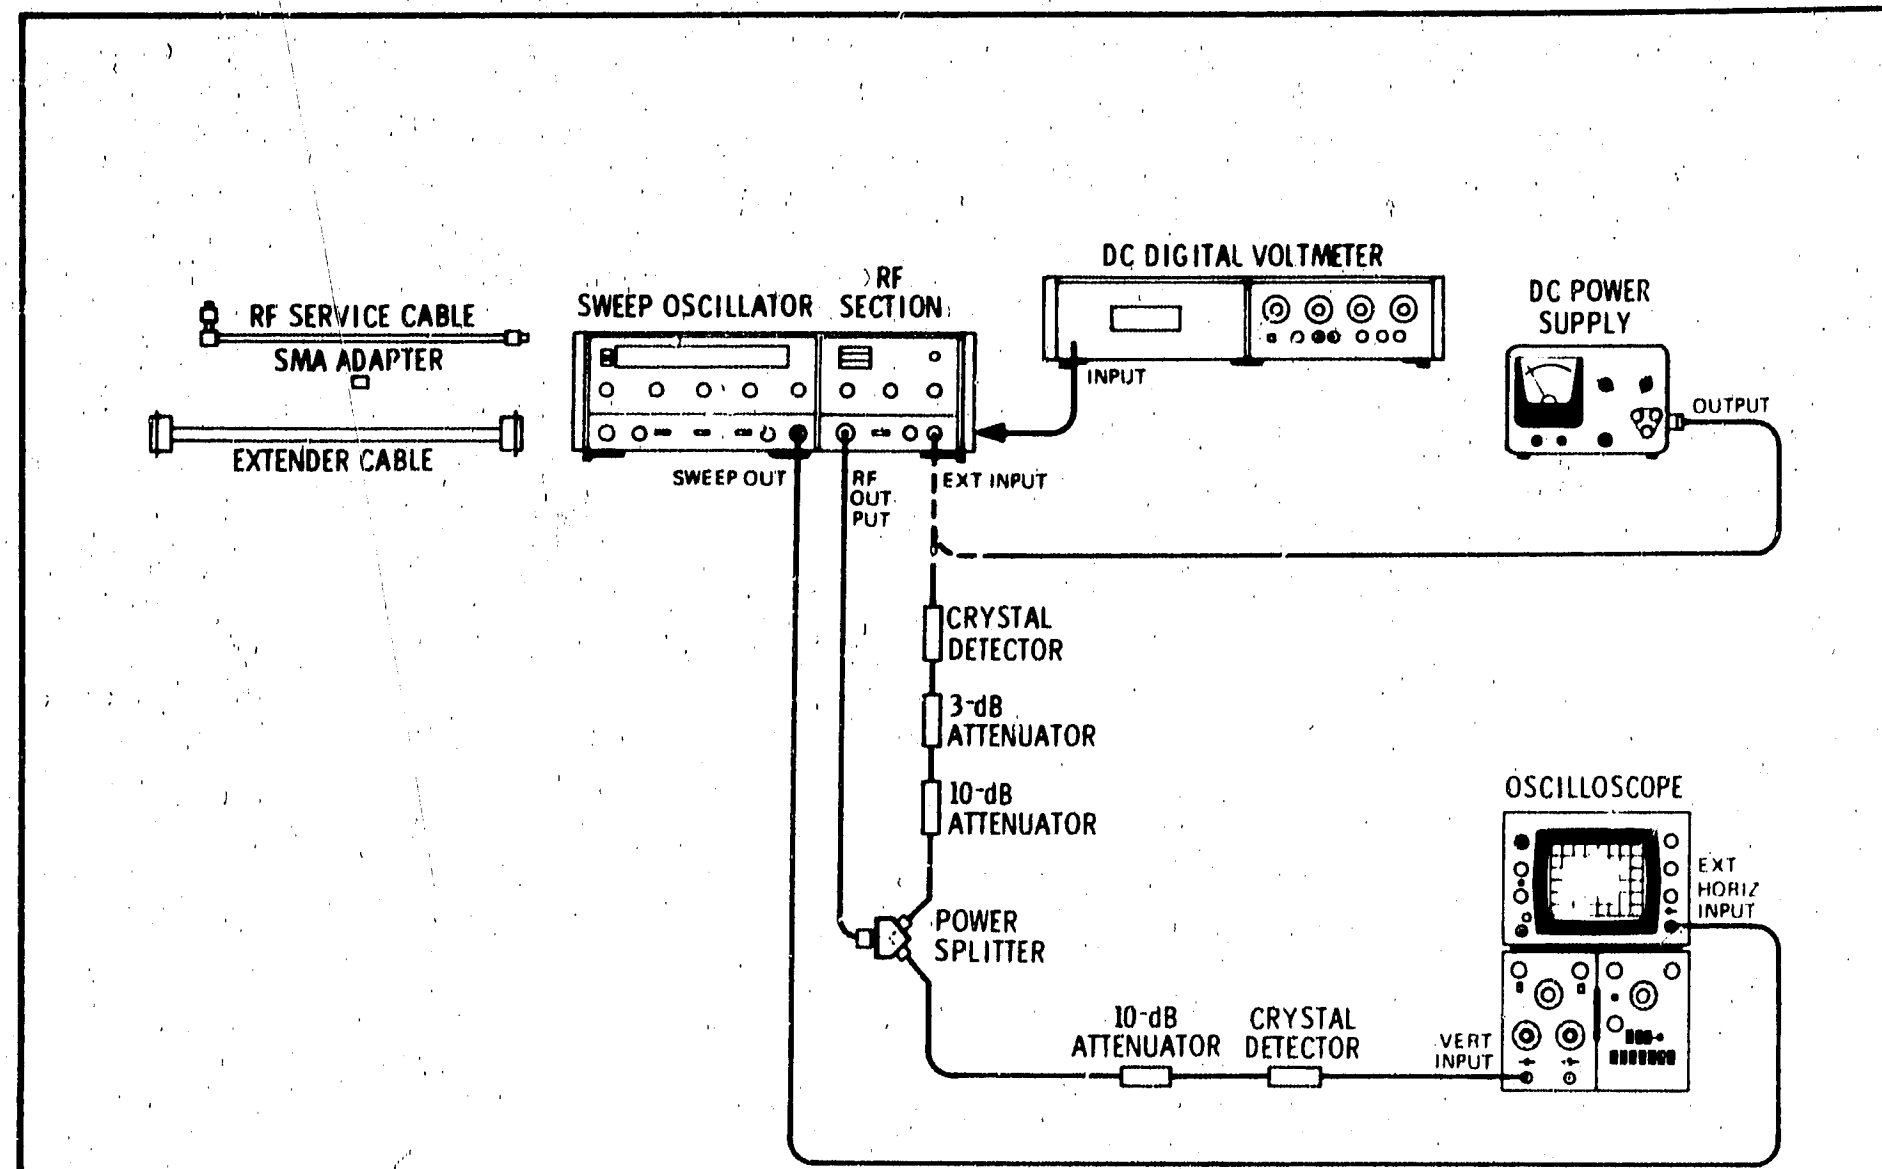 DC DIGITAL VOLTMETER
RF
SECTION
SWEEP OSCILLATOR
DC POWER
SUPPLY
RF SERVICE CABLE
SMA ADAPTER
EXTENDER CABLE
INPUT
OUTPUT
SWEEP OUT
RF
OUT
PUT
EXT INPUT
CRYSTAL
DETECTOR
3-dB
ATTENUATOR
10-dB
ATTENUATOR
OSCILLOSCOPE
EXT
HORIZ
INPUT
POWER
SPLITTER
10-dB
ATTENUATOR
CRYSTAL
DETECTOR
VERT
INPUT